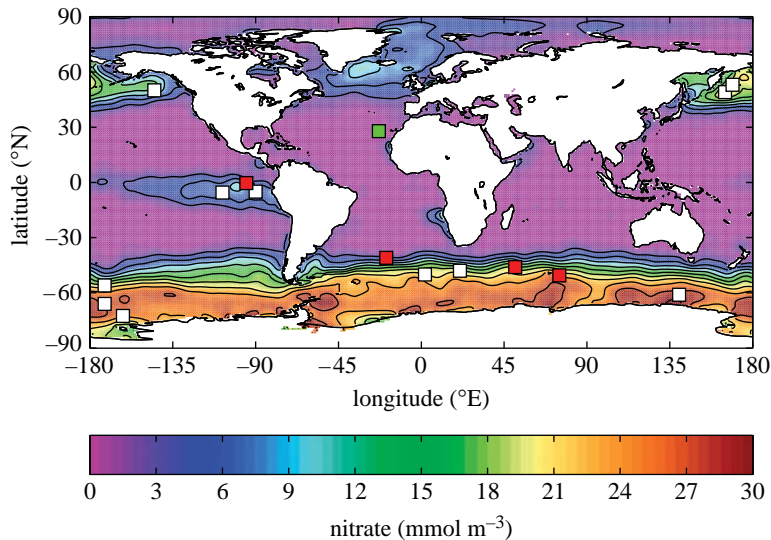 90
60
30
0
−30
−60
−90
latitude (°N)
−180 −135 −90 −45 0 45 90 135 180
longitude (°E)
0 3 6 9 12 15 18 21 24 27 30
nitrate (mmol m⁻³)